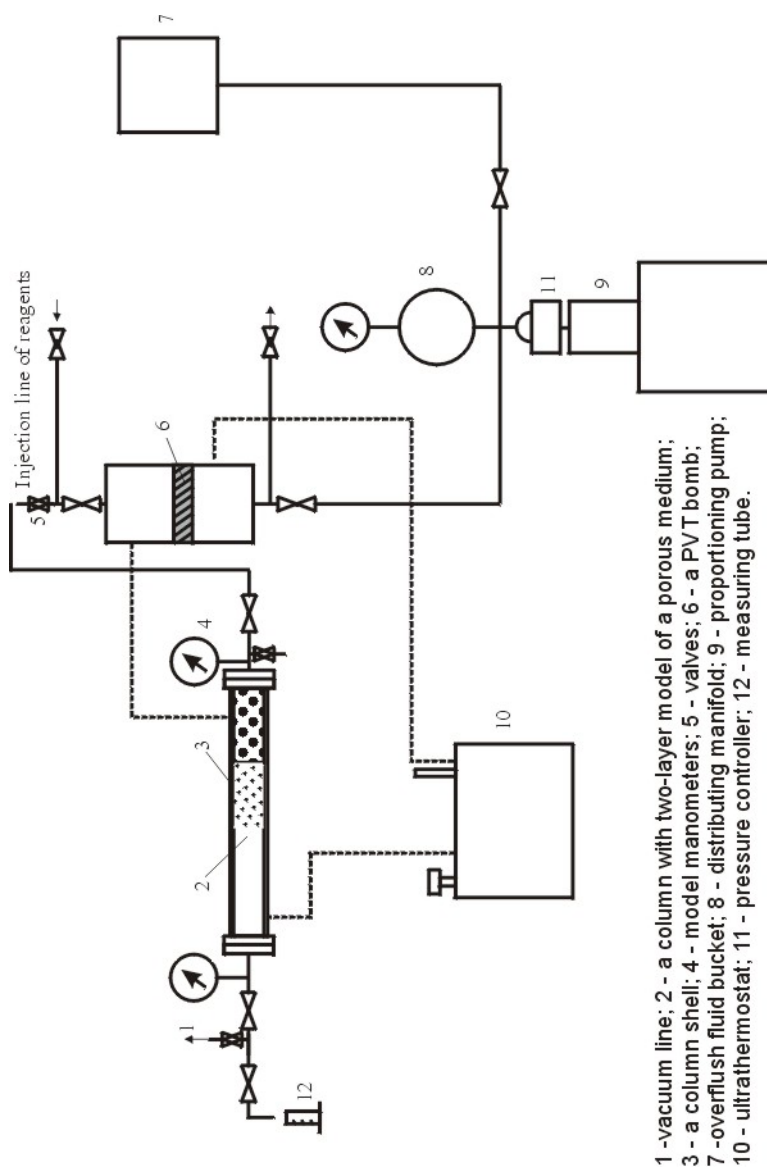 7
Injection line of reagents
8
11
9
6
5
4
3
2
10
1
12
1 -vacuum line; 2 - a column with two-layer model of a porous medium;
3 - a column shell; 4 - model manometers; 5 - valves; 6 - a PVT bomb;
7 -overflush fluid bucket; 8 - distributing manifold; 9 - proportioning pump;
10 - ultrathermostat; 11 - pressure controller; 12 - measuring tube.